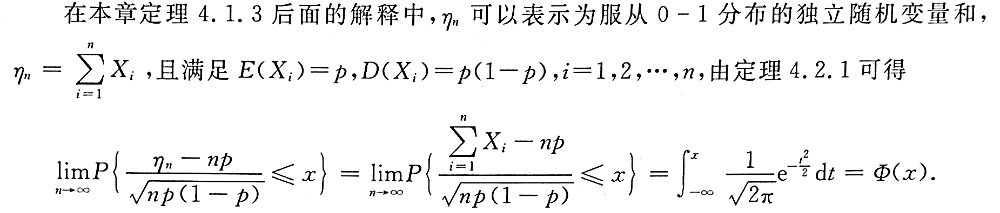 在本章定理 4.1.3 后面的解释中,$\eta_n$ 可以表示为服从 0-1 分布的独立随机变量和,
$\eta_n = \sum_{i=1}^{n} X_i$ ,且满足 $E(X_i)=p, D(X_i)=p(1-p), i=1,2,\cdots,n$,由定理 4.2.1 可得
$\lim_{n\to\infty} P\left\{\frac{\eta_n - np}{\sqrt{np(1-p)}} \leqslant x\right\} = \lim_{n\to\infty} P\left\{\frac{\sum_{i=1}^{n} X_i - np}{\sqrt{np(1-p)}} \leqslant x\right\} = \int_{-\infty}^{x} \frac{1}{\sqrt{2\pi}} e^{-\frac{t^2}{2}} dt = \Phi(x).$